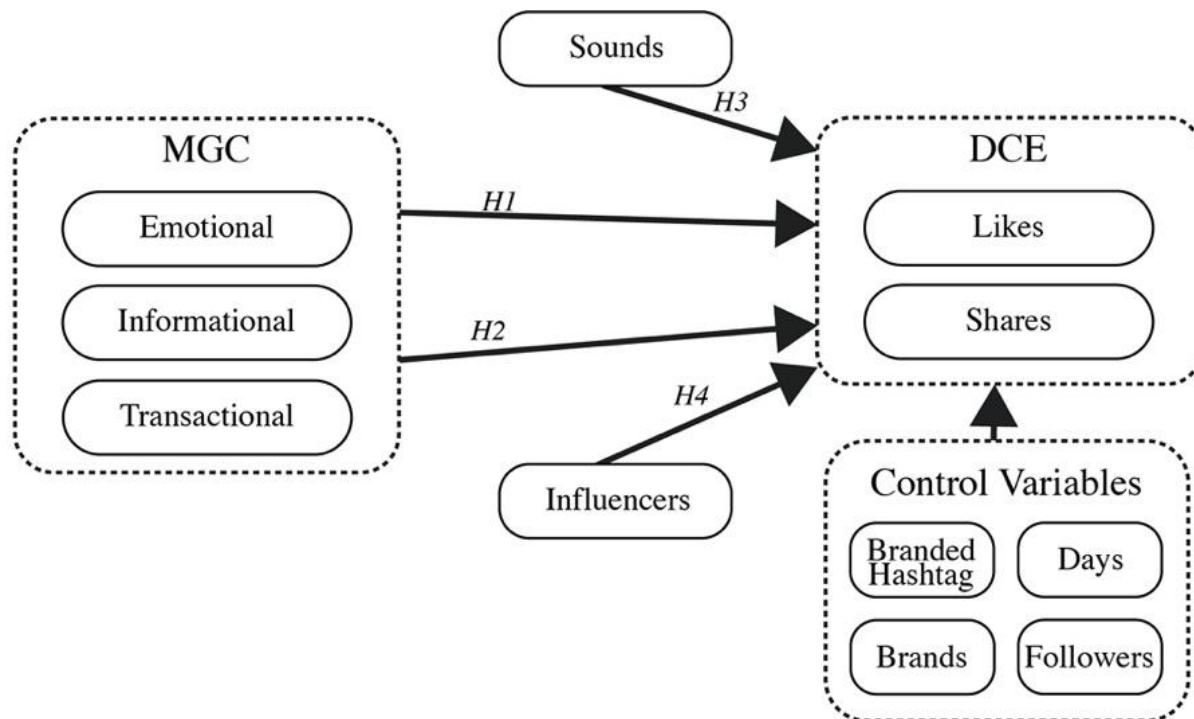 Sounds
H3
MGC
Emotional
Informational
Transactional
H1
H2
DCE
Likes
Shares
H4
Influencers
Control Variables
Branded
Hashtag
Days
Brands
Followers